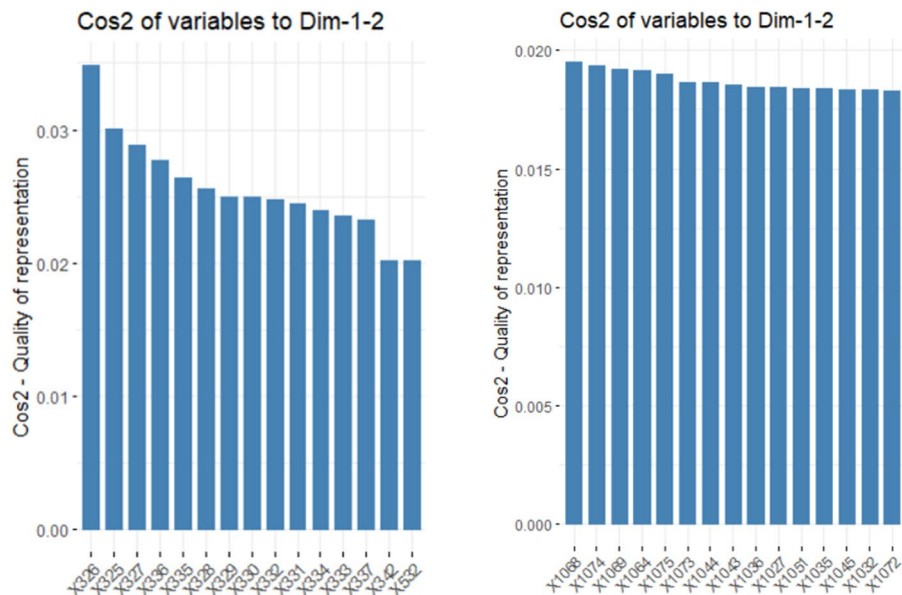 Cos2 of variables to Dim-1-2
Cos2 - Quality of representation
0.03
0.02
0.01
0.00
X326 X325 X327 X336 X335 X328 X329 X330 X332 X331 X334 X333 X337 X342 X532
Cos2 of variables to Dim-1-2
Cos2 - Quality of representation
0.020
0.015
0.010
0.005
0.000
X1068 X1074 X1069 X1064 X1075 X1073 X1044 X1043 X1036 X1027 X1051 X1035 X1045 X1032 X1072